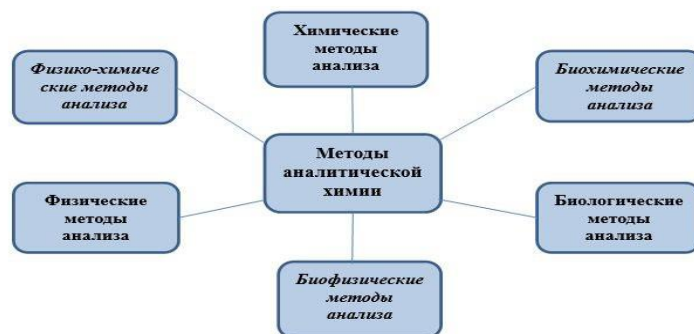 Химические
методы
анализа
Физико-химиче
ские методы
анализа
Биохимические
методы
анализа
Методы
аналитической
химии
Физические
методы
анализа
Биологические
методы
анализа
Биофизические
методы
анализа